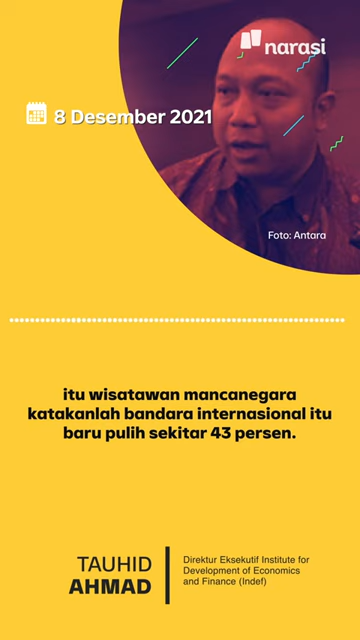 narasi
8 Desember 2021
Foto: Antara
itu wisatawan mancanegara
katakanlah bandara internasional itu
baru pulih sekitar 43 persen.
TAUHID
AHMAD
Direktur Eksekutif Institute for
Development of Economics
and Finance (Indef)